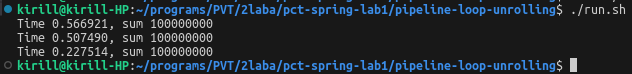 kirill@kirill-HP:~/programs/PVT/2laba/pct-spring-lab1/pipeline-loop-unrolling$ ./run.sh
Time 0.566921, sum 100000000
Time 0.507490, sum 100000000
Time 0.227514, sum 100000000
kirill@kirill-HP:~/programs/PVT/2laba/pct-spring-lab1/pipeline-loop-unrolling$